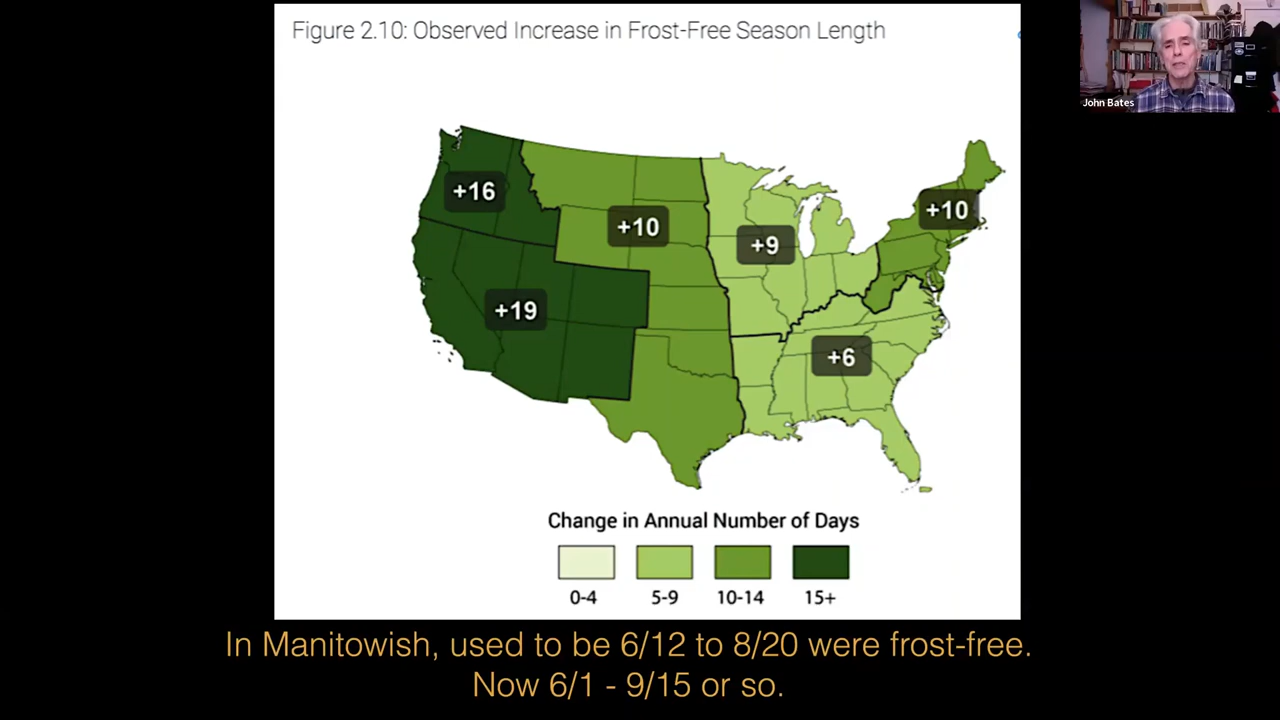 Figure 2.10: Observed Increase in Frost-Free Season Length
John Bates
+16
+10
+10
+9
+19
+6
Change in Annual Number of Days
0-4 5-9 10-14 15+
In Manitowish, used to be 6/12 to 8/20 were frost-free.
Now 6/1 - 9/15 or so.